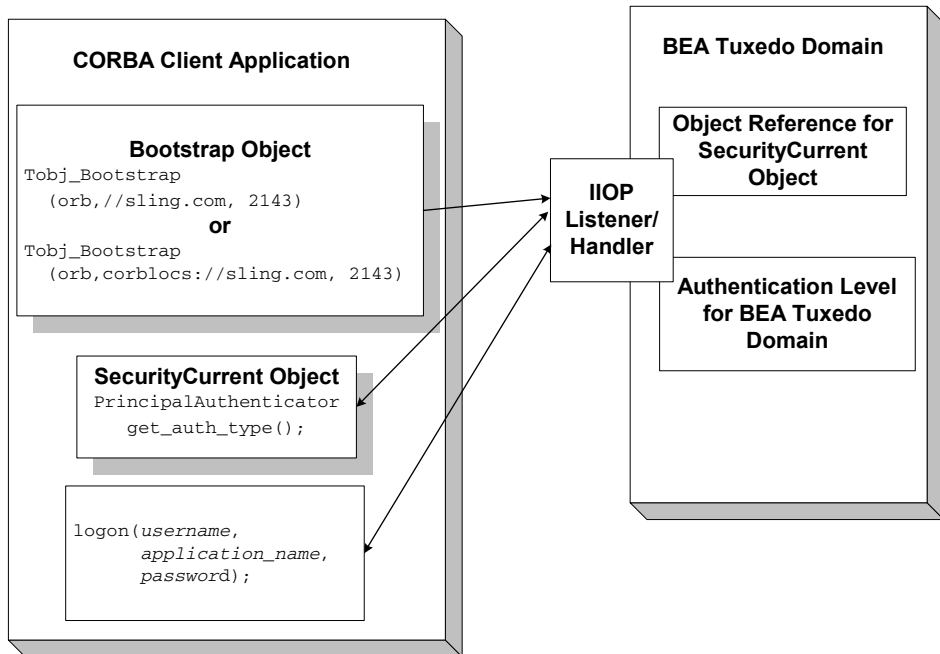 CORBA Client Application
Bootstrap Object
Tobj_Bootstrap
(orb,//sling.com, 2143)
or
Tobj_Bootstrap
(orb,corblocs://sling.com, 2143)
SecurityCurrent Object
PrincipalAuthenticator
get_auth_type();
logon(username,
application_name,
password);
IIOP
Listener/
Handler
BEA Tuxedo Domain
Object Reference for
SecurityCurrent
Object
Authentication Level
for BEA Tuxedo
Domain